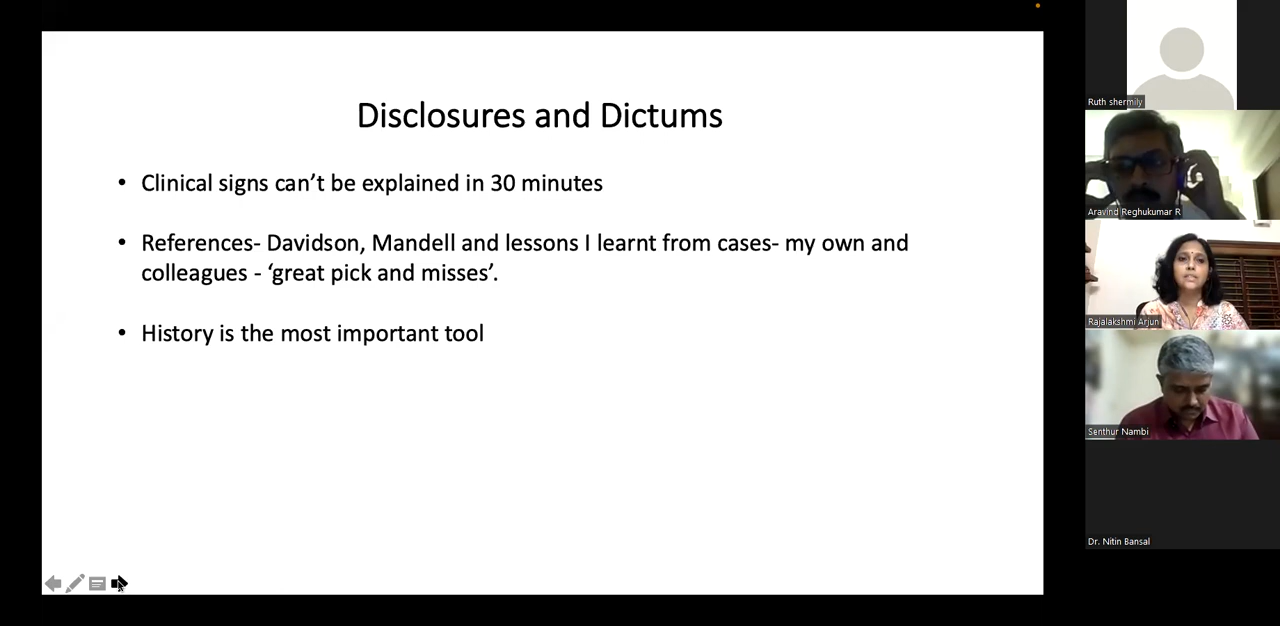 Disclosures and Dictums
• Clinical signs can't be explained in 30 minutes
• References- Davidson, Mandell and lessons I learnt from cases- my own and
colleagues - 'great pick and misses'.
• History is the most important tool
Ruth shermily
Aravind Reghukumar R
Rajalakshmi Arjun
Senthur Nambi
Dr. Nitin Bansal